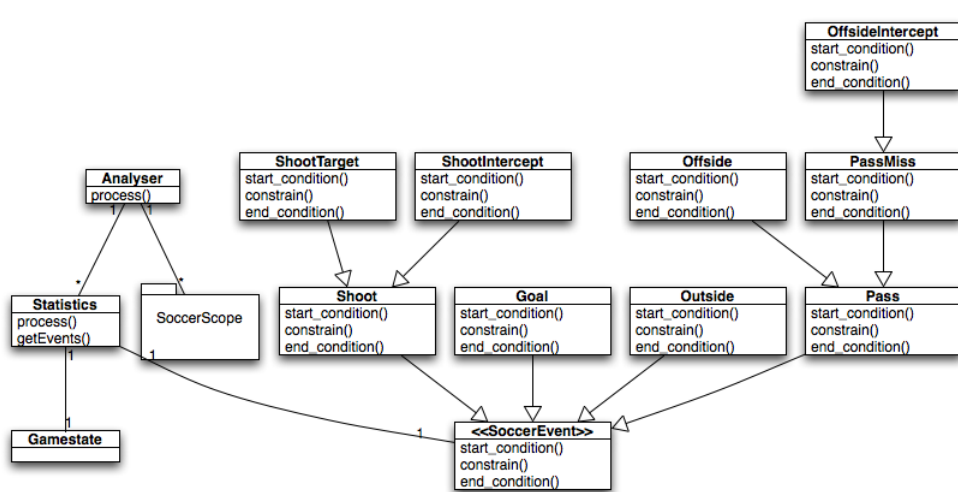 OffsideIntercept
start_condition()
constrain()
end_condition()
Analyser
process()
1
1
*
*
ShootTarget
start_condition()
constrain()
end_condition()
ShootIntercept
start_condition()
constrain()
end_condition()
Offside
start_condition()
constrain()
end_condition()
PassMiss
start_condition()
constrain()
end_condition()
Statistics
process()
getEvents()
1
1
SoccerScope
Shoot
start_condition()
constrain()
end_condition()
Goal
start_condition()
constrain()
end_condition()
Outside
start_condition()
constrain()
end_condition()
Pass
start_condition()
constrain()
end_condition()
1
Gamestate
1
<<SoccerEvent>>
start_condition()
constrain()
end_condition()